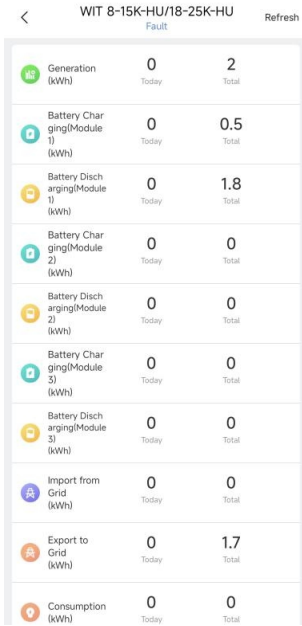 WIT 8-15K-HU/18-25K-HU
Refresh
Fault
Generation
(kWh)
0
Today
2
Total
Battery Char
ging(Module
1)
(kWh)
0
Today
0.5
Total
Battery Disch
arging(Module
1)
(kWh)
0
Today
1.8
Total
Battery Char
ging(Module
2)
(kWh)
0
Today
0
Total
Battery Disch
arging(Module
2)
(kWh)
0
Today
0
Total
Battery Char
ging(Module
3)
(kWh)
0
Today
0
Total
Battery Disch
arging(Module
3)
(kWh)
0
Today
0
Total
Import from
Grid
(kWh)
0
Today
0
Total
Export to
Grid
(kWh)
0
Today
1.7
Total
Consumption
(kWh)
0
Today
0
Total